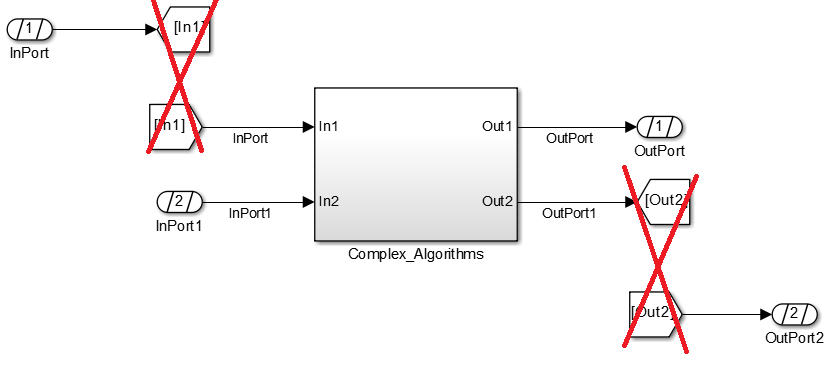 1
[In1]
InPort
[In1]
InPort
In1
Out1
OutPort
1
OutPort
2
InPort1
InPort1
In2
Out2
OutPort1
[Out2]
Complex_Algorithms
[Out2]
2
OutPort2